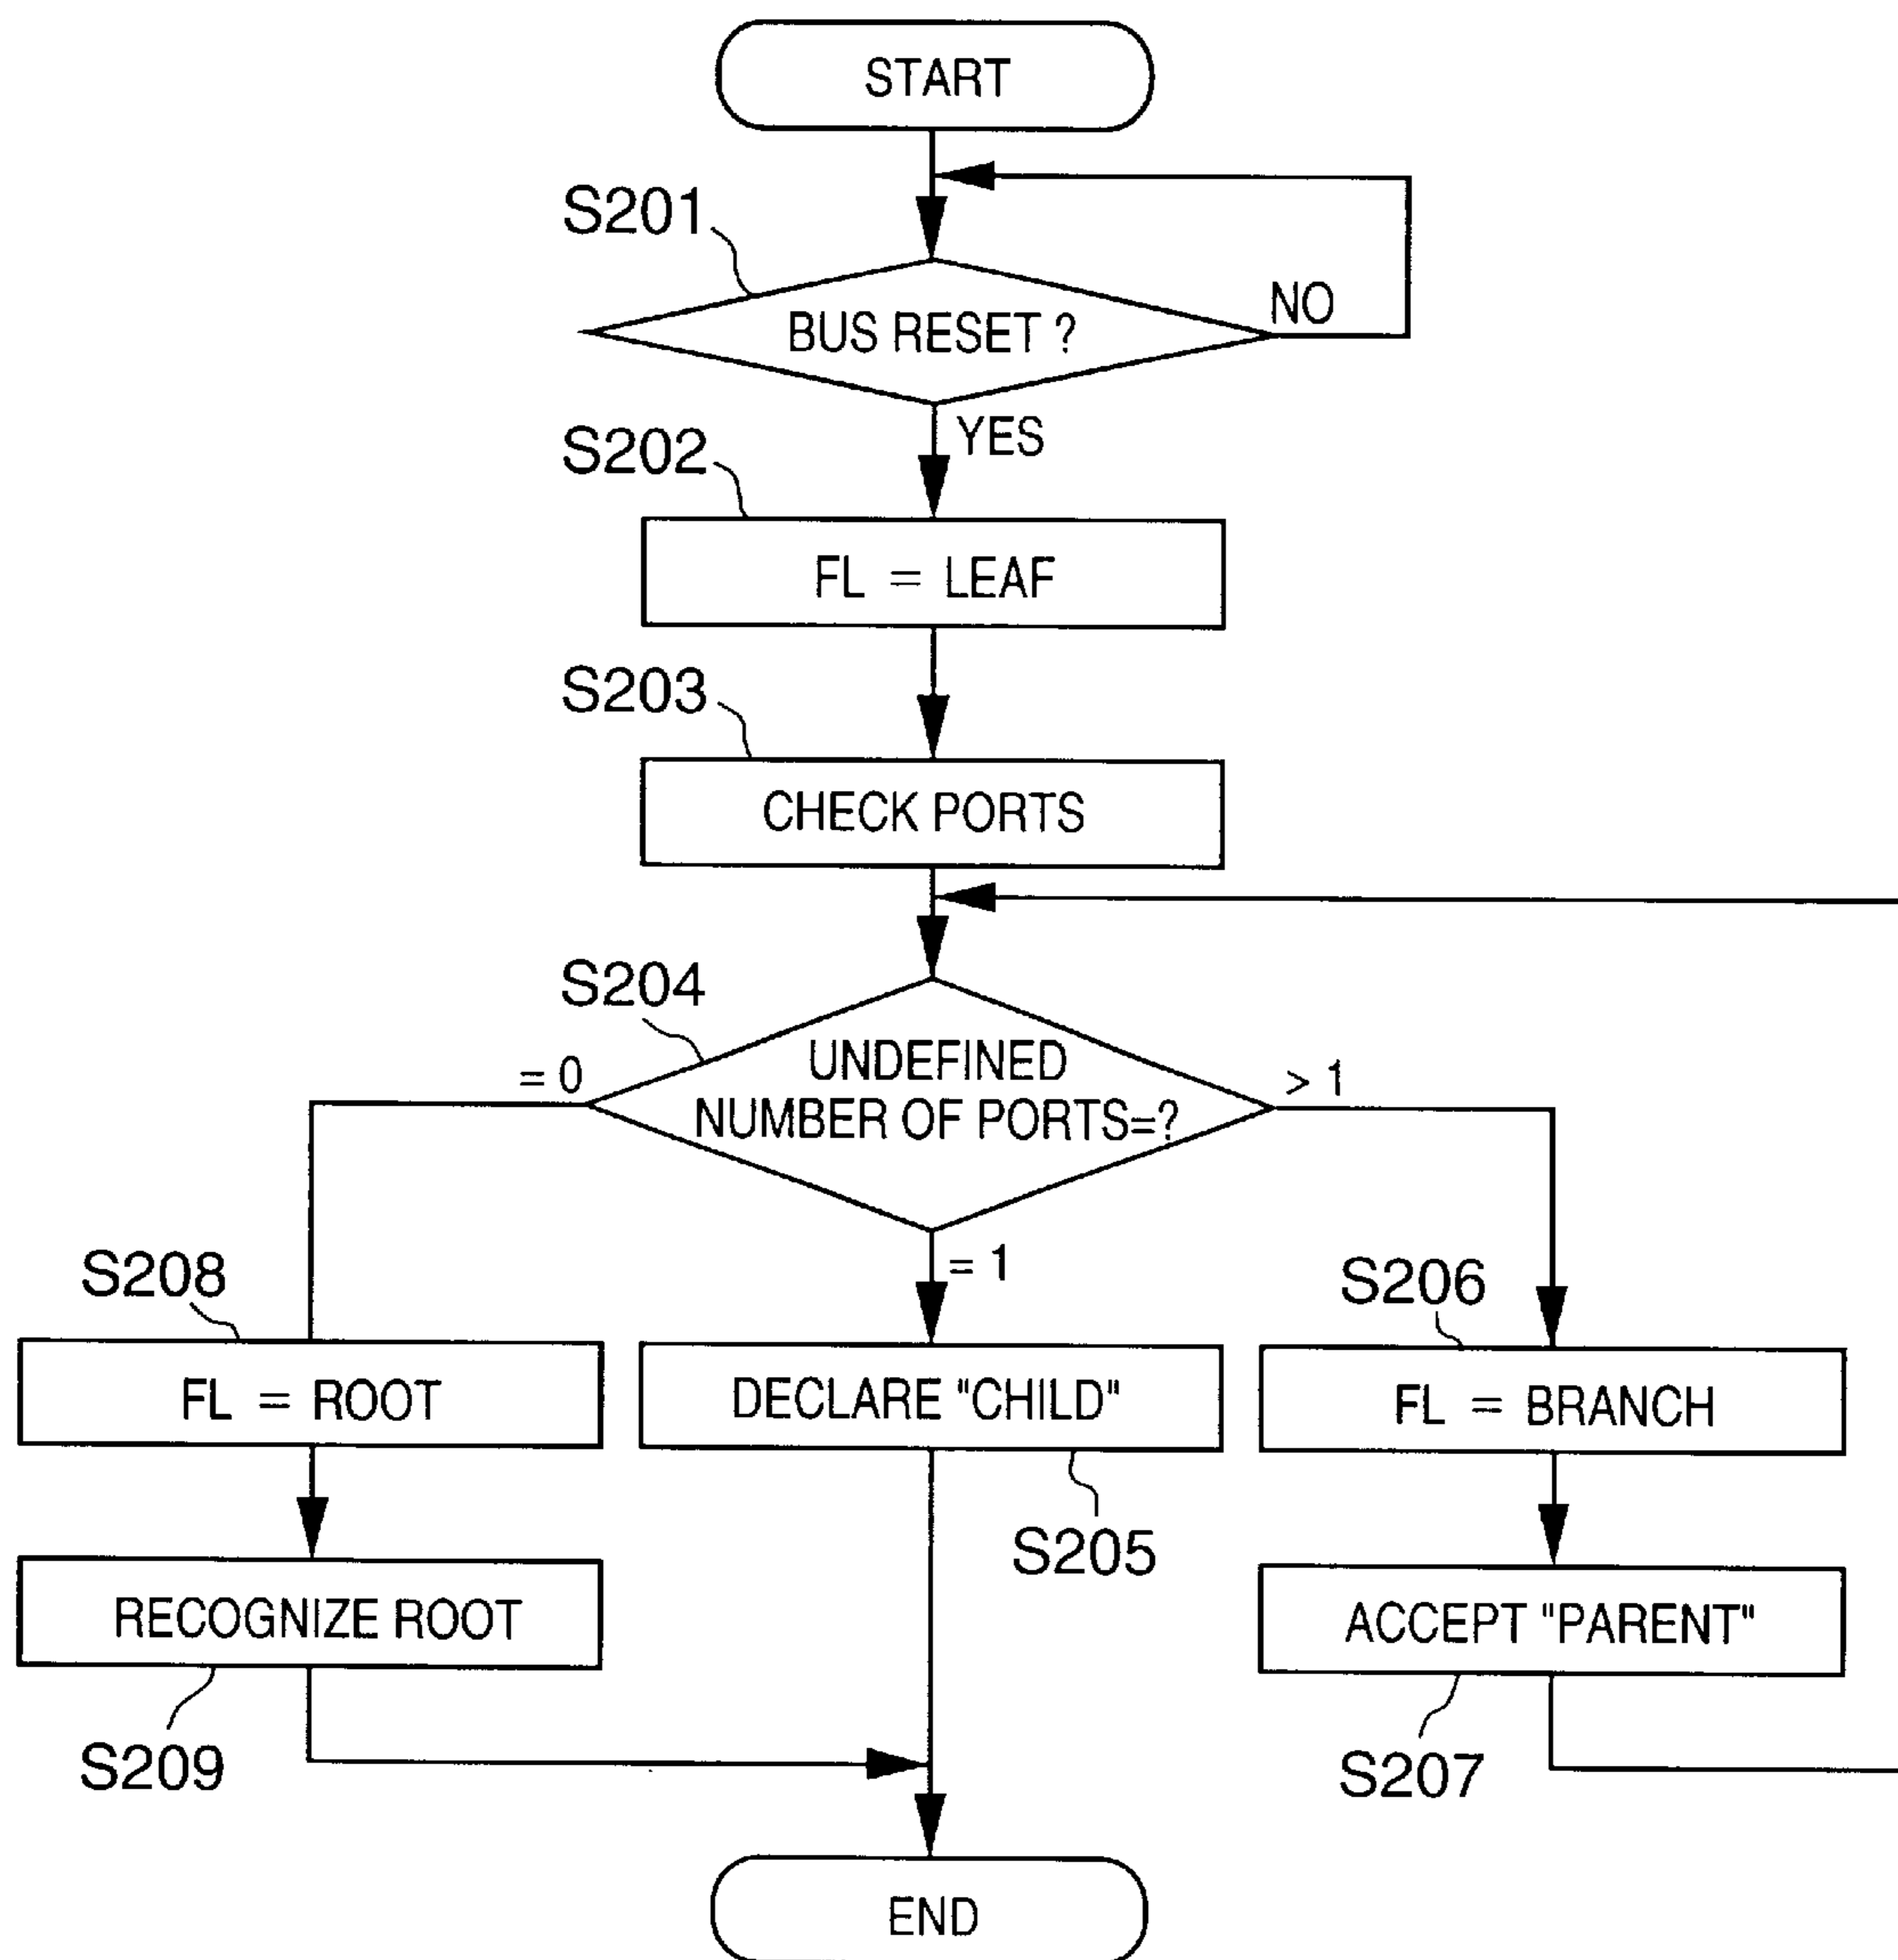 START
S201
BUS RESET ?
NO
YES
S202
FL = LEAF
S203
CHECK PORTS
S204
= 0
UNDEFINED
NUMBER OF PORTS=?
> 1
= 1
S208
S206
FL = ROOT
DECLARE "CHILD"
FL = BRANCH
S205
RECOGNIZE ROOT
ACCEPT "PARENT"
S209
S207
END